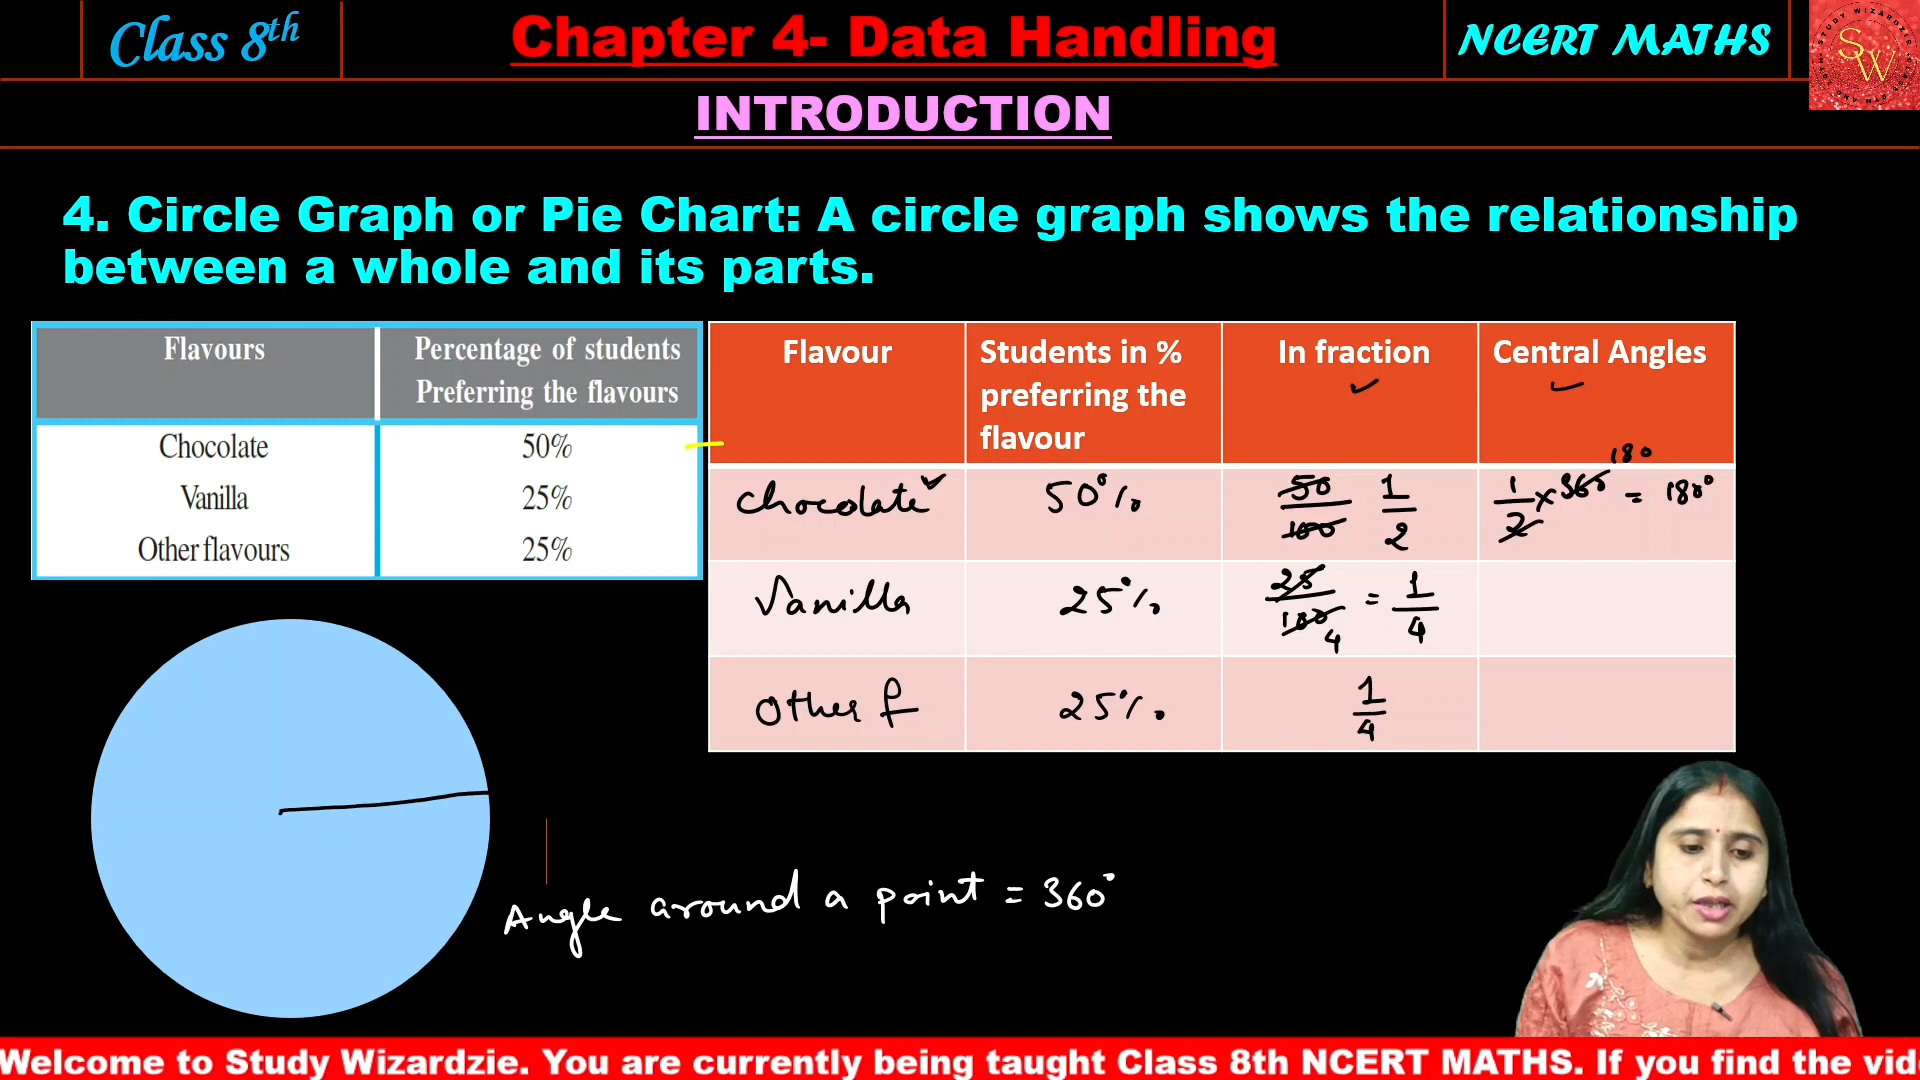 Class 8th
Chapter 4- Data Handling
NCERT MATHS
SW
INTRODUCTION
4. Circle Graph or Pie Chart: A circle graph shows the relationship
between a whole and its parts.
Flavours
Percentage of students
Preferring the flavours
Chocolate 50%
Vanilla 25%
Other flavours 25%
Flavour
Students in %
preferring the
flavour
In fraction
Central Angles
Chocolate 50% 50/100 1/2 1/2 × 360 180 = 180°
Vanilla 25% 25/100 4 = 1/4
Other f 25% 1/4
Angle around a point = 360°
Welcome to Study Wizardzie. You are currently being taught Class 8th NCERT MATHS. If you find the vid